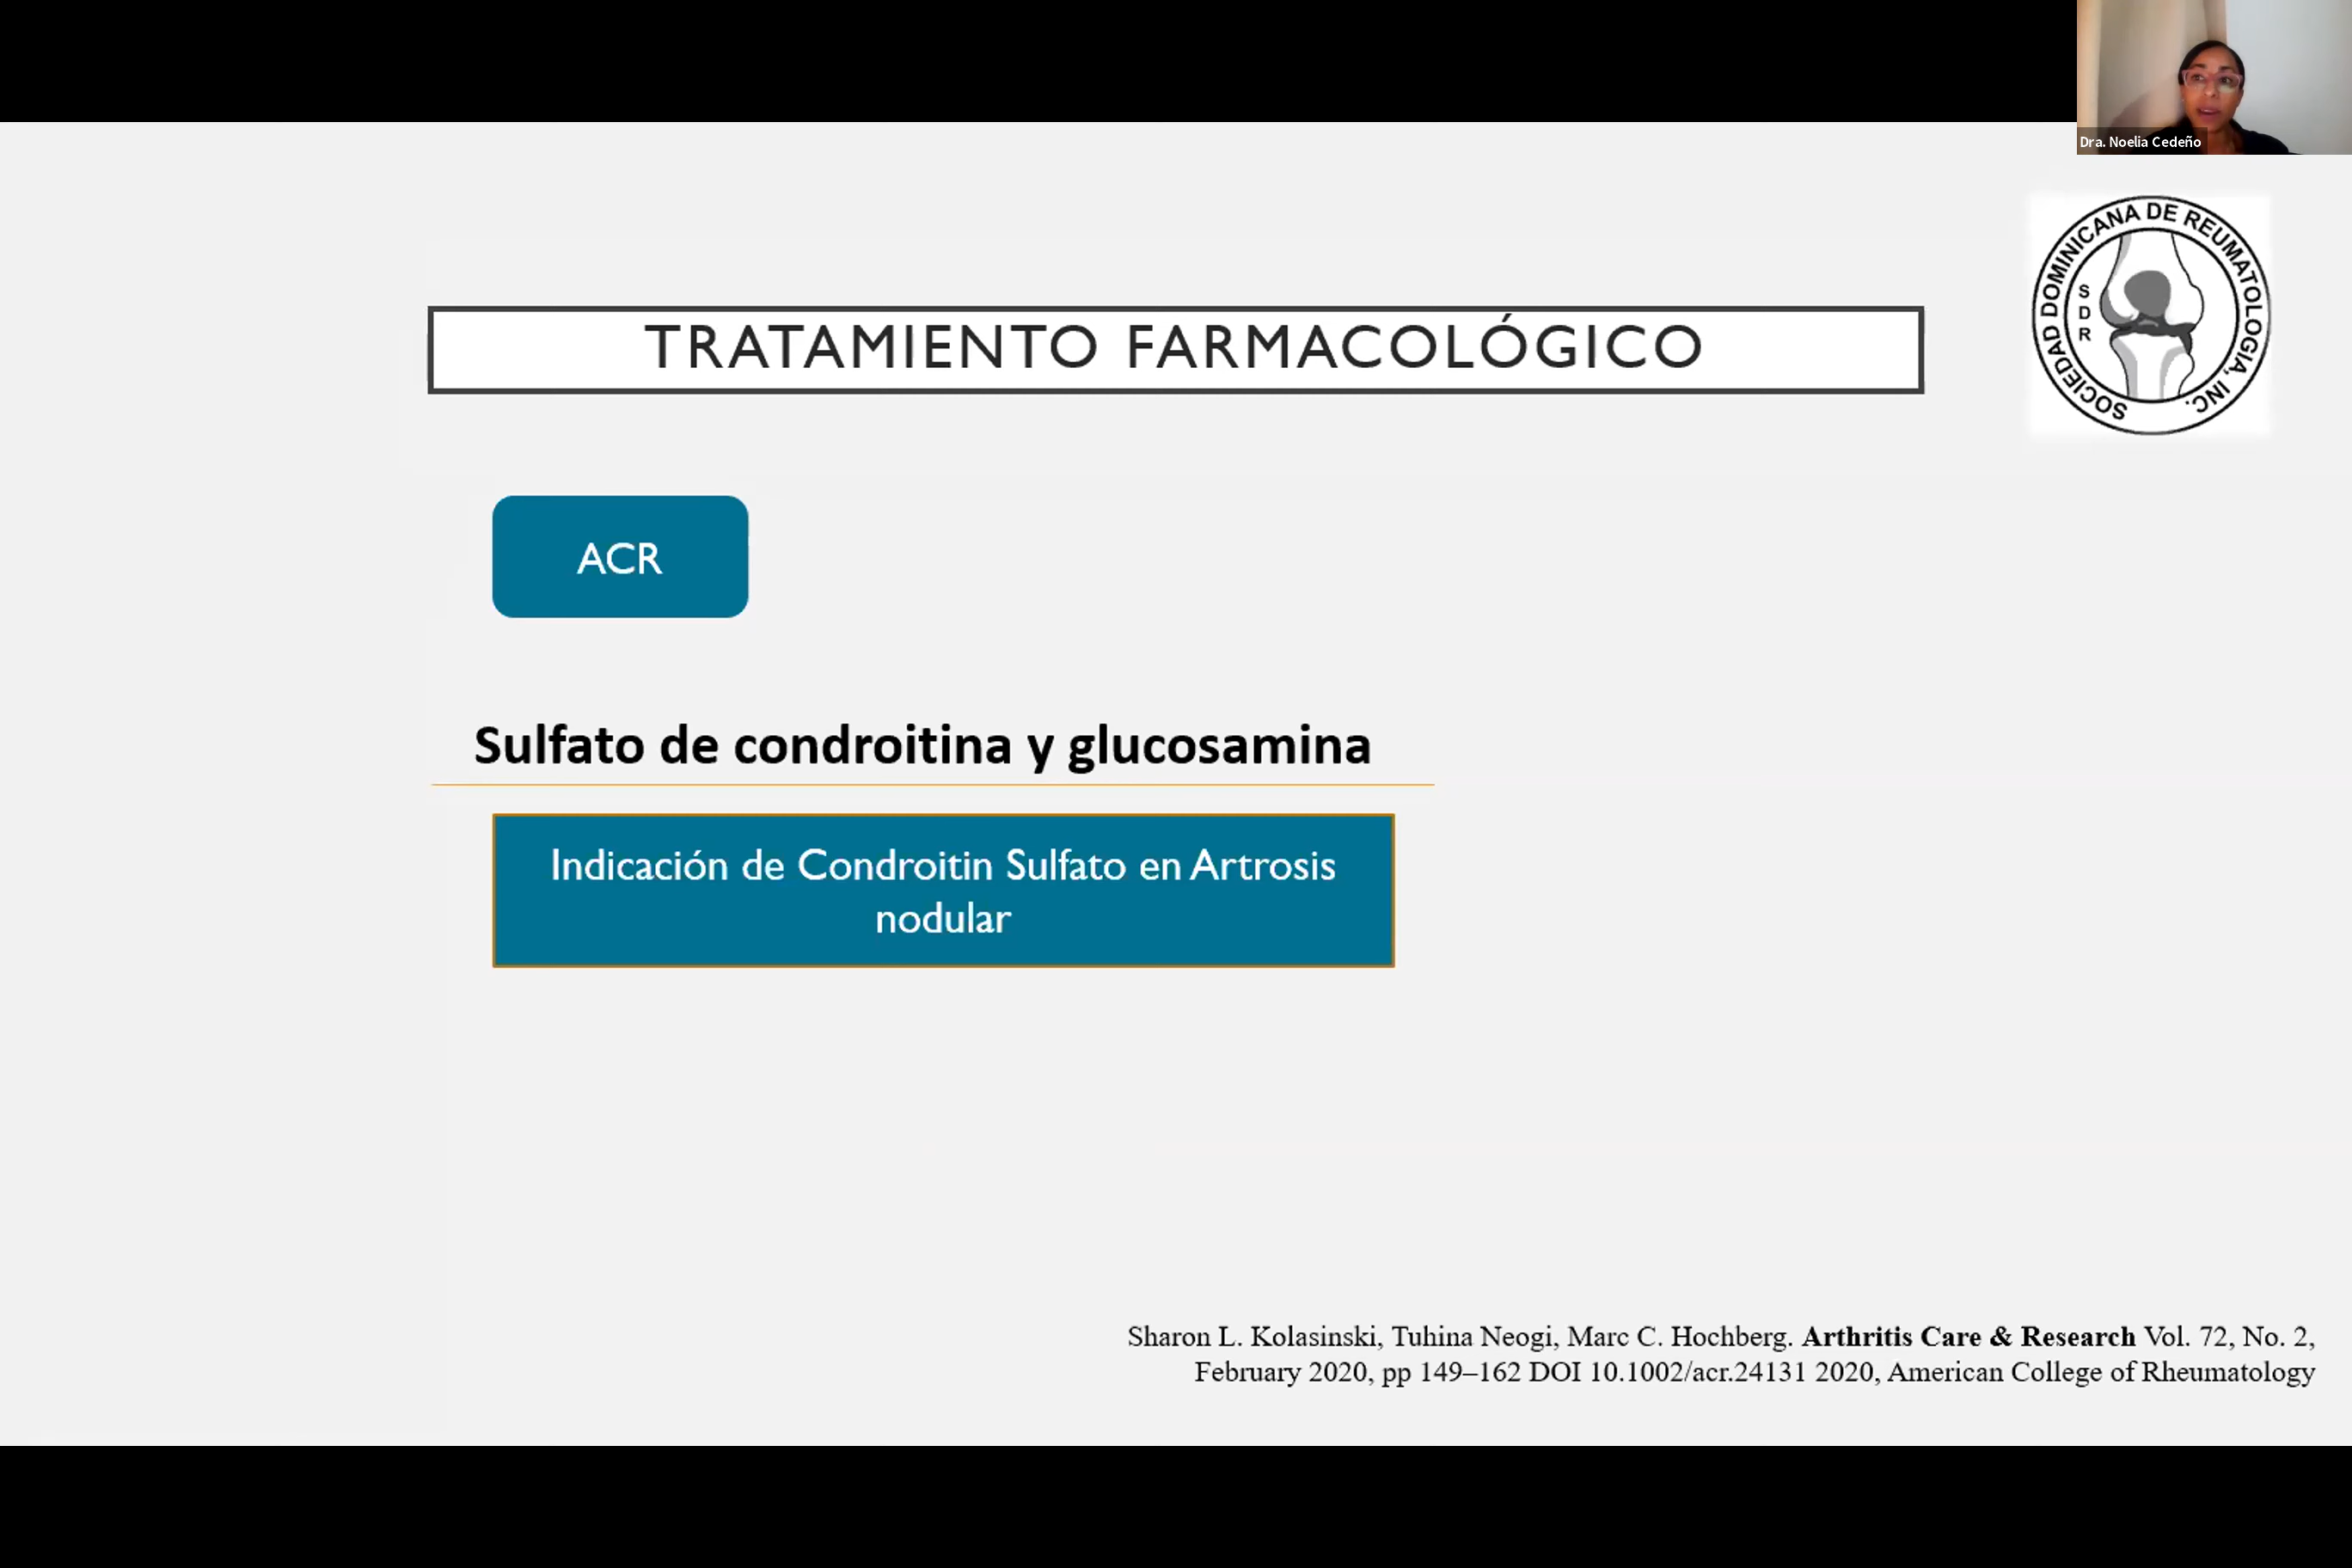 Dra. Noelia Cedeño
SOCIEDAD DOMINICANA DE REUMATOLOGIA, INC.
S
D
R
TRATAMIENTO FARMACOLÓGICO
ACR
Sulfato de condroitina y glucosamina
Indicación de Condroitin Sulfato en Artrosis
nodular
Sharon L. Kolasinski, Tuhina Neogi, Marc C. Hochberg. Arthritis Care & Research Vol. 72, No. 2,
February 2020, pp 149–162 DOI 10.1002/acr.24131 2020, American College of Rheumatology